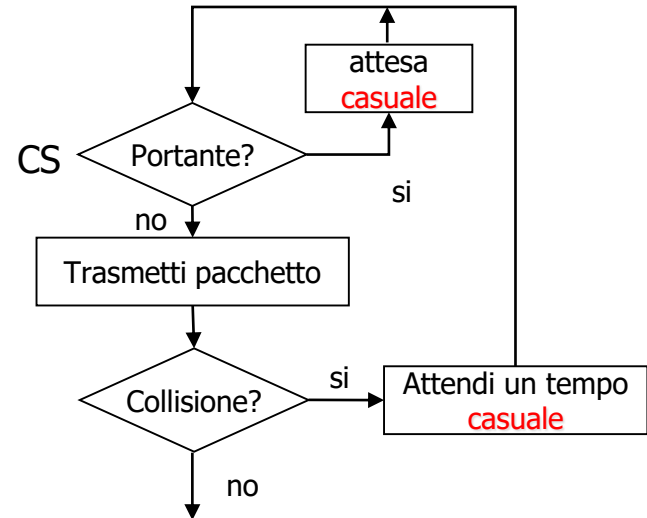 attesa
casuale
CS
Portante?
si
no
Trasmetti pacchetto
Collisione?
si
Attendi un tempo
casuale
no